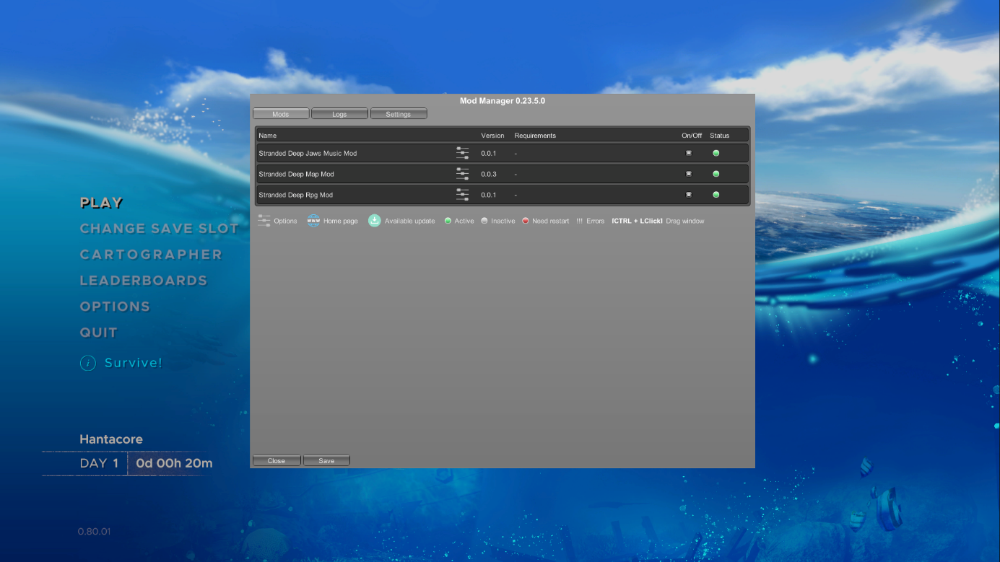 Mod Manager 0.23.5.0
Mods Logs Settings
Name Version Requirements On/Off Status
Stranded Deep Jaws Music Mod 0.0.1 -
Stranded Deep Map Mod 0.0.3 -
Stranded Deep Rpg Mod 0.0.1 -
Options www Home page Available update Active Inactive Need restart !!! Errors [CTRL + LClick] Drag window
Close Save
PLAY
CHANGE SAVE SLOT
CARTOGRAPHER
LEADERBOARDS
OPTIONS
QUIT
i Survive!
Hantacore
DAY 1 0d 00h 20m
0.80.01